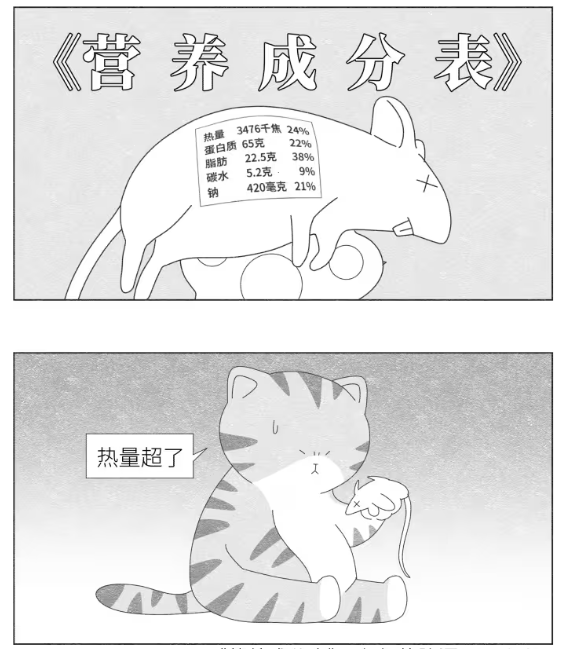 《营养成分表》
热量 3476千焦 24%
蛋白质 65克 22%
脂肪 22.5克 38%
碳水 5.2克 9%
钠 420毫克 21%
热量超了